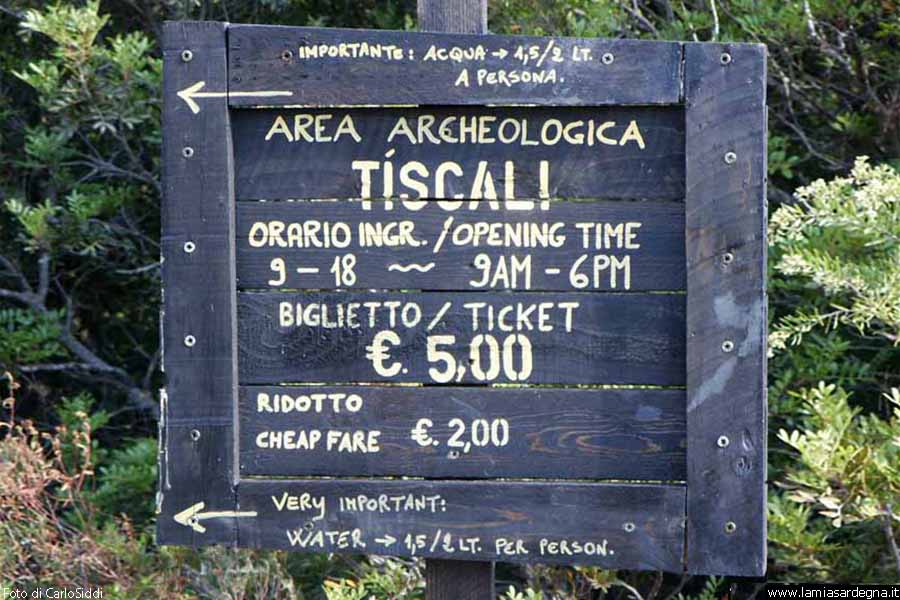 IMPORTANTE: ACQUA → 1,5/2 LT.
A PERSONA.
AREA ARCHEOLOGICA
TÍSCALI
ORARIO INGR./OPENING TIME
9 – 18 ~ 9AM – 6PM
BIGLIETTO / TICKET
€. 5,00
RIDOTTO
CHEAP FARE €. 2,00
VERY IMPORTANT:
WATER → 1,5/2 LT. PER PERSON.
Foto di CarloSiddi
www.lamiasardegna.it